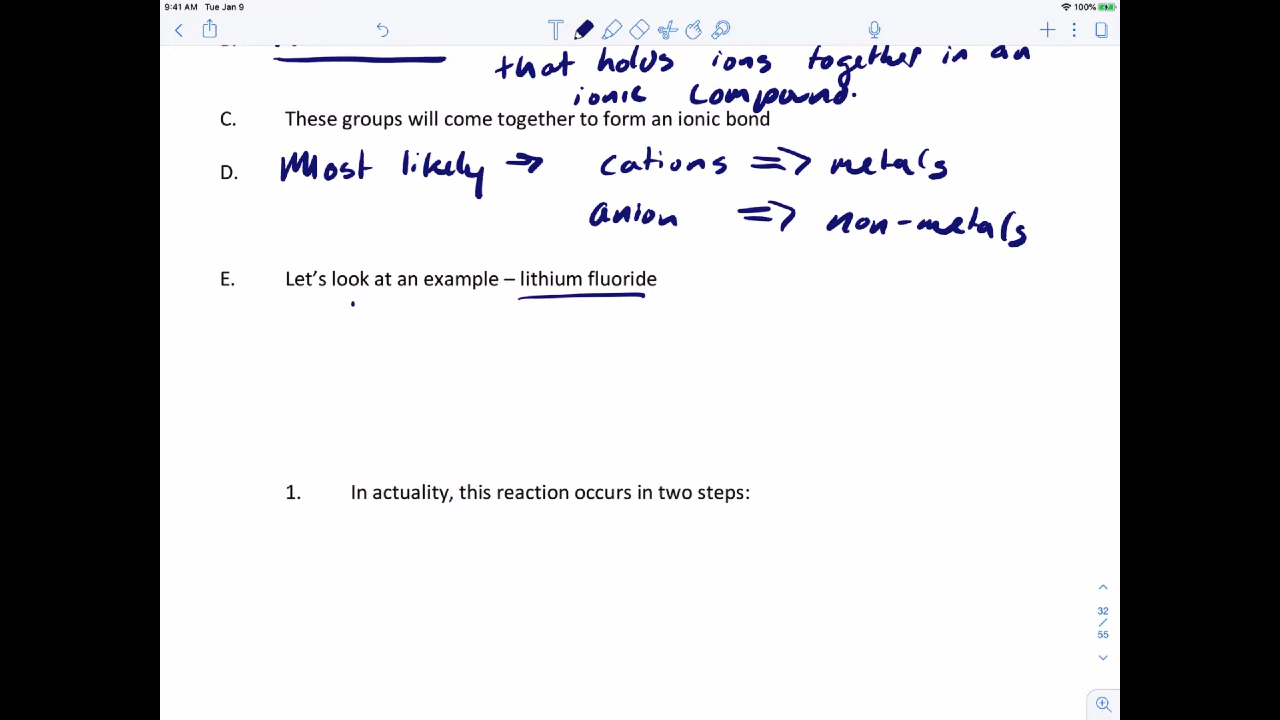 9:41 AM Tue Jan 9
100%
that holds ions together in an
ionic compound.
C. These groups will come together to form an ionic bond
D. Most likely → cations => metals
anion => non-metals
E. Let's look at an example – lithium fluoride
1. In actuality, this reaction occurs in two steps:
32
/
55